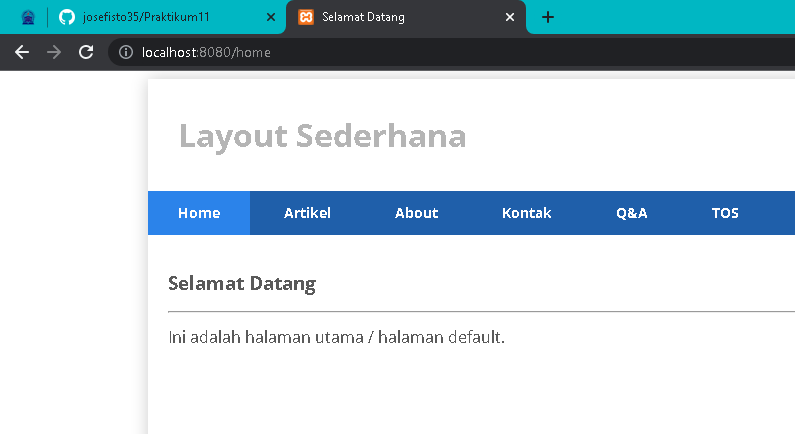 josefisto35/Praktikum11
Selamat Datang
localhost:8080/home
Layout Sederhana
Home Artikel About Kontak Q&A TOS
Selamat Datang
Ini adalah halaman utama / halaman default.